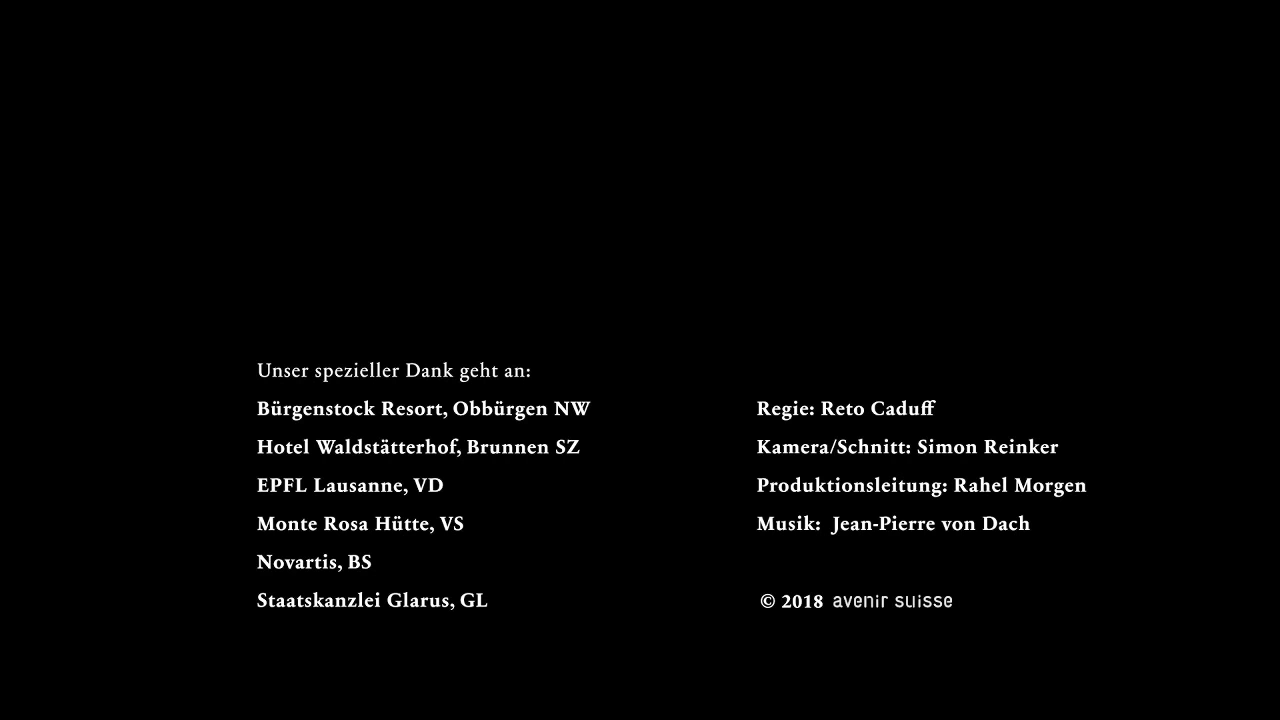 Unser spezieller Dank geht an:
Bürgenstock Resort, Obbürgen NW
Hotel Waldstätterhof, Brunnen SZ
EPFL Lausanne, VD
Monte Rosa Hütte, VS
Novartis, BS
Staatskanzlei Glarus, GL
Regie: Reto Caduff
Kamera/Schnitt: Simon Reinker
Produktionsleitung: Rahel Morgen
Musik: Jean-Pierre von Dach
© 2018 avenir suisse